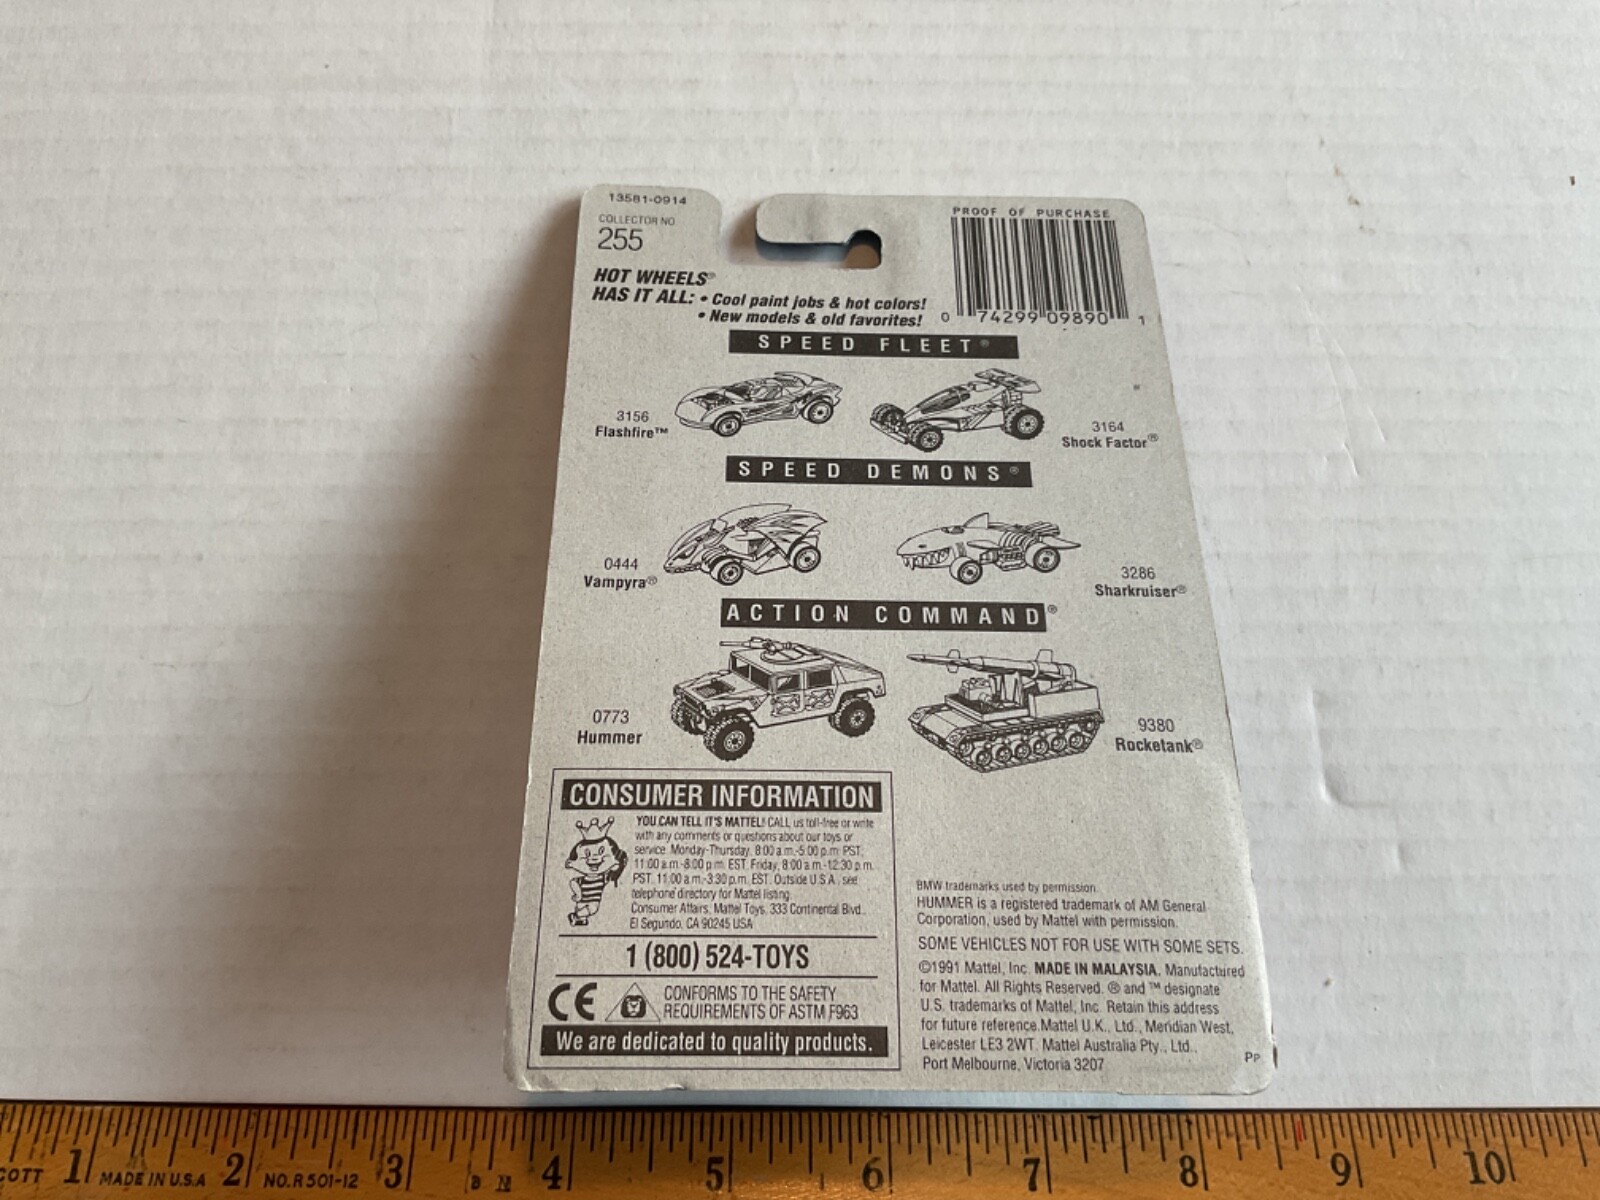 13581-0914
COLLECTOR NO
255
HOT WHEELS®
HAS IT ALL: • Cool paint jobs & hot colors!
• New models & old favorites!
PROOF OF PURCHASE
0 74299 09890 1
SPEED FLEET®
3156
Flashfire™
3164
Shock Factor®
SPEED DEMONS®
0444
Vampyra®
3286
Sharkruiser®
ACTION COMMAND®
0773
Hummer
9380
Rocketank®
CONSUMER INFORMATION
YOU CAN TELL IT'S MATTEL! CALL us toll-free or write
with any comments or questions about our toys or
service. Monday-Thursday, 8:00 a.m.-5:00 p.m. PST,
11:00 a.m.-8:00 p.m. EST. Friday, 8:00 a.m.-12:30 p.m.
PST, 11:00 a.m.-3:30 p.m. EST. Outside U.S.A., see
telephone directory for Mattel listing.
Consumer Affairs, Mattel Toys, 333 Continental Blvd.,
El Segundo, CA 90245 USA
1 (800) 524-TOYS
CE
CONFORMS TO THE SAFETY
REQUIREMENTS OF ASTM F963
We are dedicated to quality products.
BMW trademarks used by permission.
HUMMER is a registered trademark of AM General
Corporation, used by Mattel with permission.
SOME VEHICLES NOT FOR USE WITH SOME SETS.
©1991 Mattel, Inc. MADE IN MALAYSIA. Manufactured
for Mattel. All Rights Reserved. ® and ™ designate
U.S. trademarks of Mattel, Inc. Retain this address
for future reference. Mattel U.K., Ltd., Meridian West,
Leicester LE3 2WT. Mattel Australia Pty., Ltd.,
Port Melbourne, Victoria 3207
PP
COTT 1 MADE IN U.S.A 2 NO.R501-12 3 4 5 6 7 8 9 10